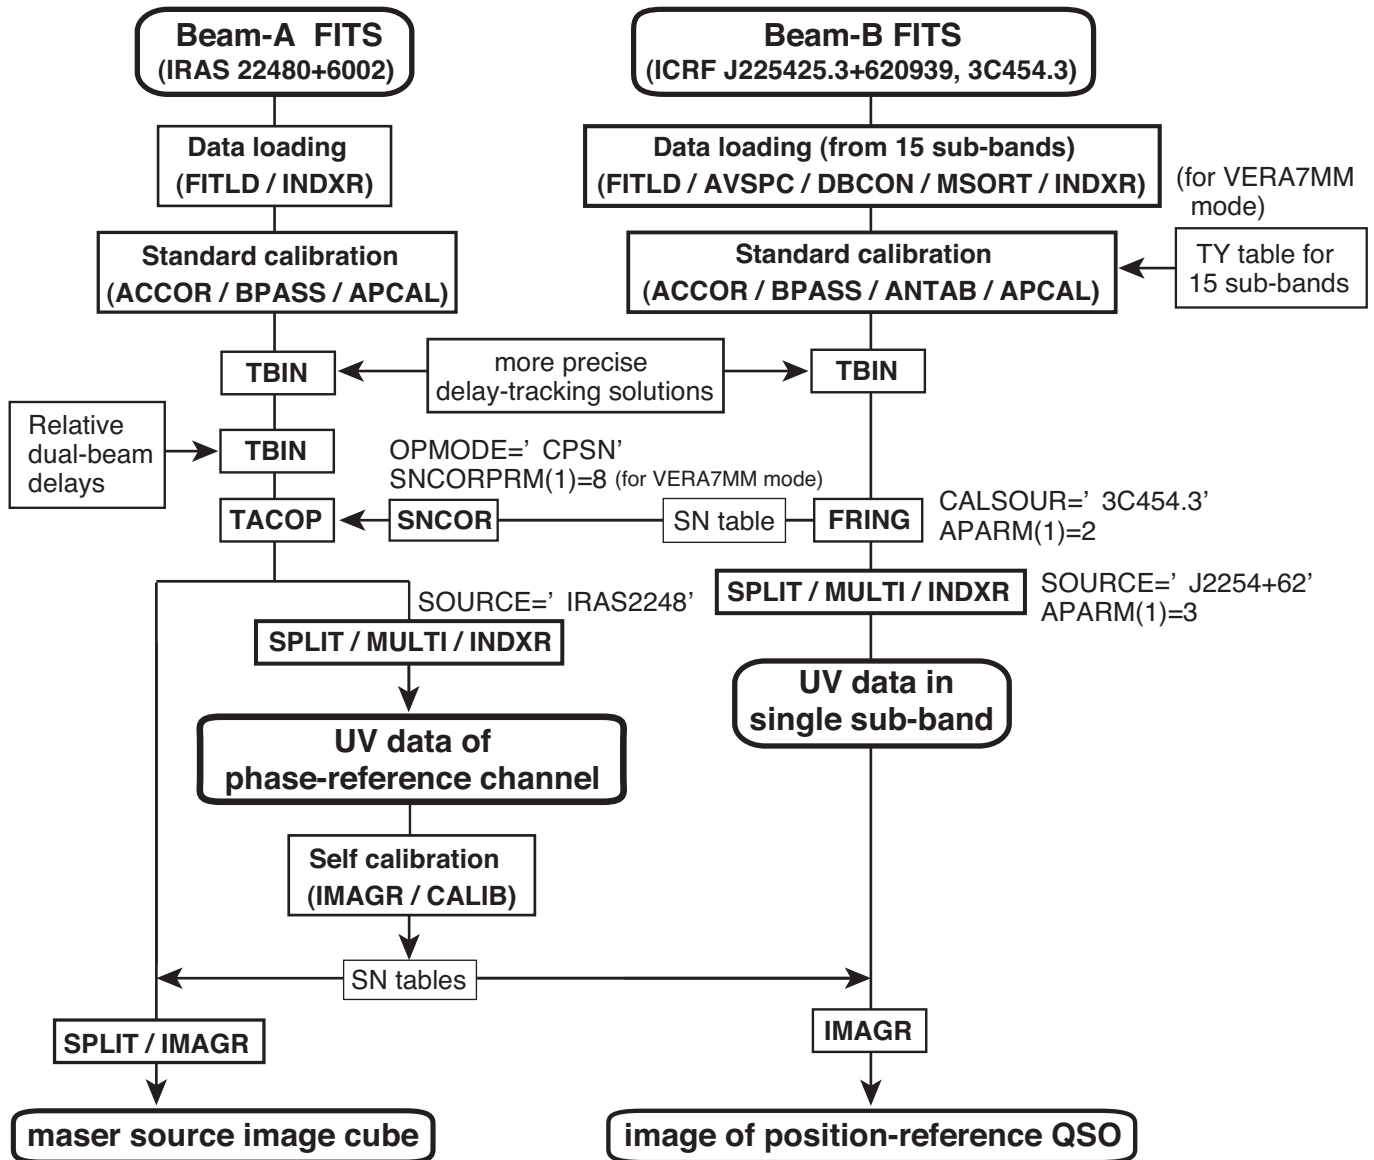 Beam-A FITS
(IRAS 22480+6002)
Beam-B FITS
(ICRF J225425.3+620939, 3C454.3)
Data loading
(FITLD / INDXR)
Data loading (from 15 sub-bands)
(FITLD / AVSPC / DBCON / MSORT / INDXR)
(for VERA7MM
mode)
Standard calibration
(ACCOR / BPASS / APCAL)
Standard calibration
(ACCOR / BPASS / ANTAB / APCAL)
TY table for
15 sub-bands
TBIN
more precise
delay-tracking solutions
TBIN
Relative
dual-beam
delays
TBIN
OPMODE=’ CPSN’
SNCORPRM(1)=8 (for VERA7MM mode)
TACOP
SNCOR
SN table
FRING
CALSOUR=’ 3C454.3’
APARM(1)=2
SPLIT / MULTI / INDXR
SOURCE=’ J2254+62’
APARM(1)=3
SOURCE=’ IRAS2248’
SPLIT / MULTI / INDXR
UV data in
single sub-band
UV data of
phase-reference channel
Self calibration
(IMAGR / CALIB)
SN tables
SPLIT / IMAGR
IMAGR
maser source image cube
image of position-reference QSO